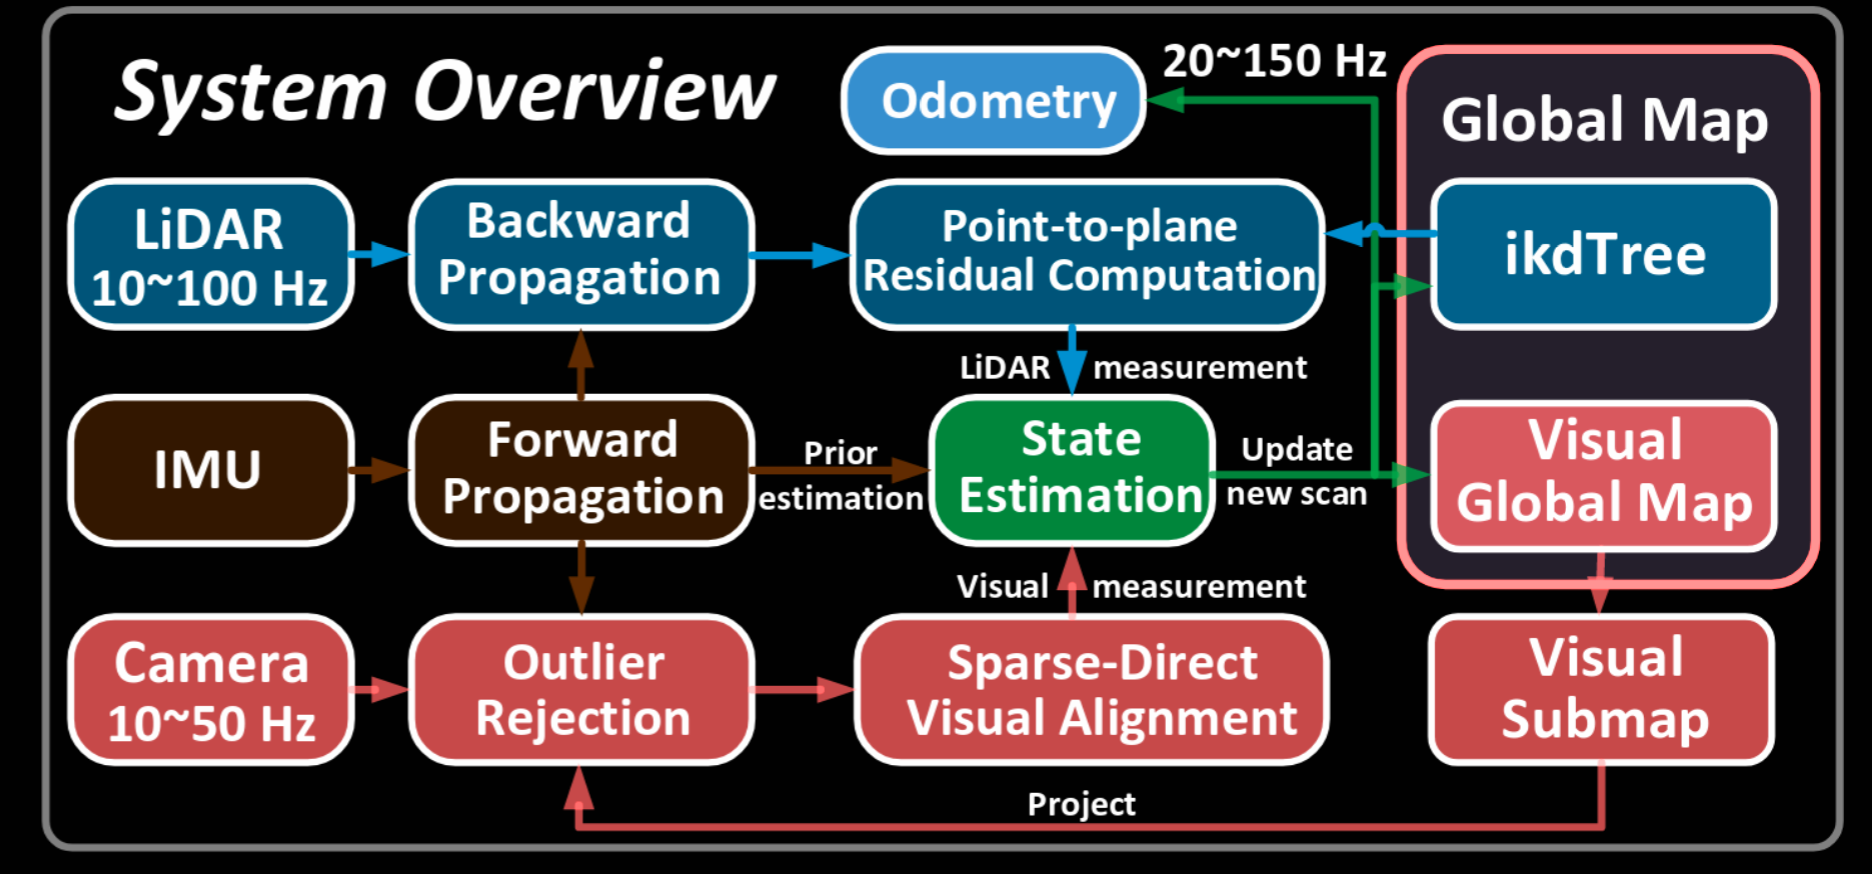 System Overview
Odometry
20~150 Hz
Global Map
LiDAR
10~100 Hz
Backward
Propagation
Point-to-plane
Residual Computation
ikdTree
LiDAR measurement
IMU
Forward
Propagation
Prior
estimation
State
Estimation
Update
new scan
Visual
Global Map
Visual measurement
Camera
10~50 Hz
Outlier
Rejection
Sparse-Direct
Visual Alignment
Visual
Submap
Project